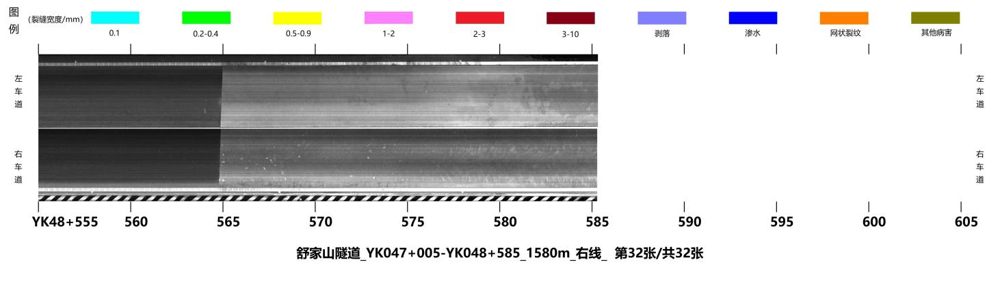 图例 (裂缝宽度/mm)
0.1 0.2-0.4 0.5-0.9 1-2 2-3 3-10 剥落 渗水 网状裂纹 其他病害
左车道 左车道
右车道 右车道
YK48+555 560 565 570 575 580 585 590 595 600 605
舒家山隧道_YK047+005-YK048+585_1580m_右线_ 第32张/共32张